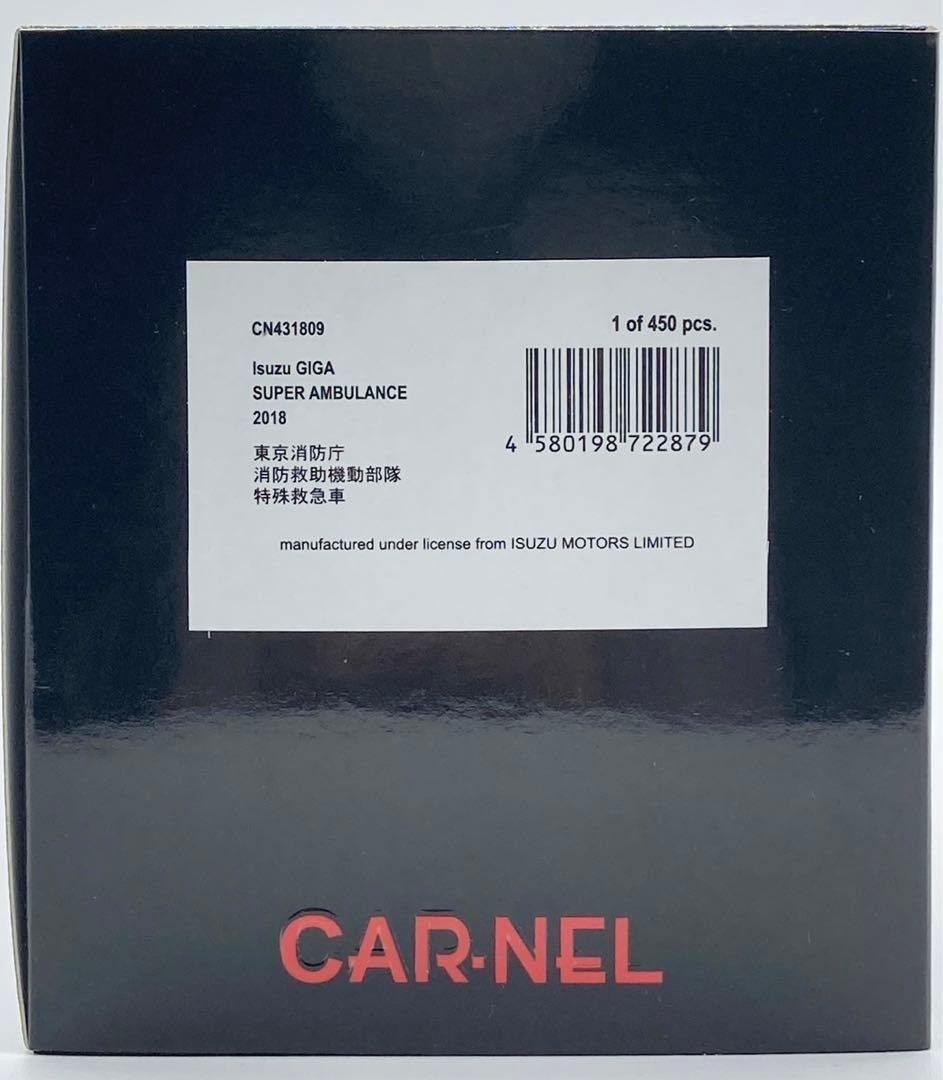 CN431809
1 of 450 pcs.
Isuzu GIGA
SUPER AMBULANCE
2018
東京消防庁
消防救助機動部隊
特殊救急車
4 580198 722879
manufactured under license from ISUZU MOTORS LIMITED
CAR·NEL